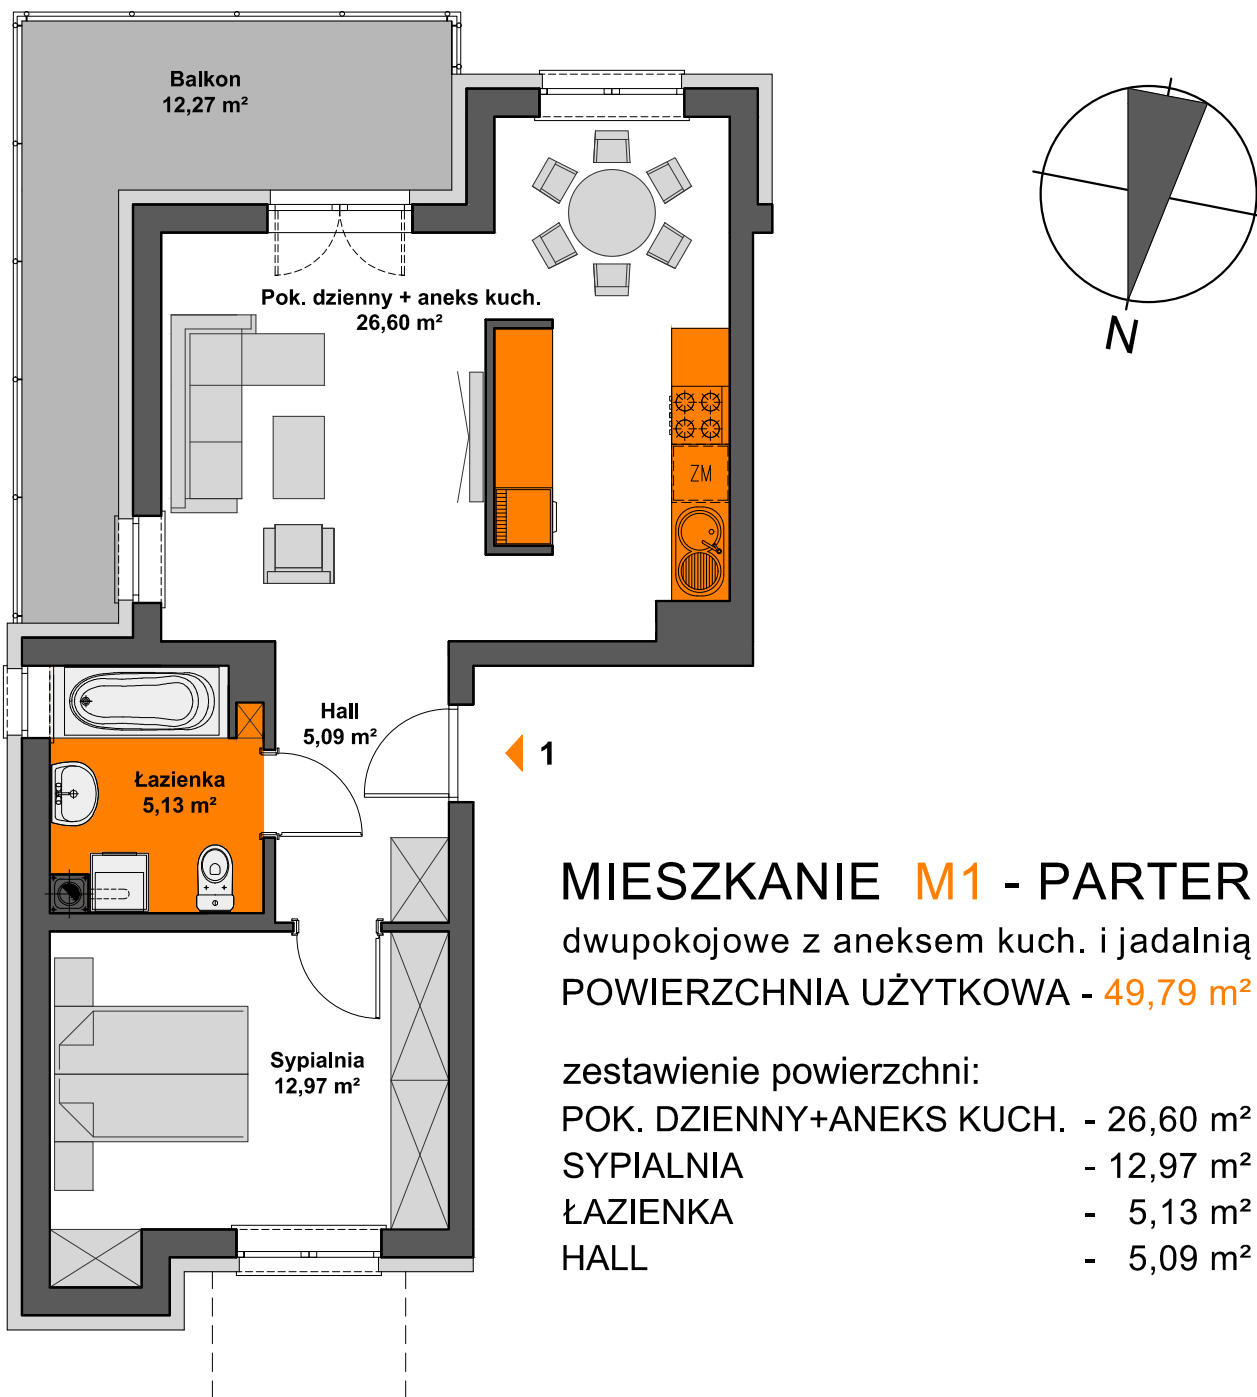 Balkon
12,27 m²
Pok. dzienny + aneks kuch.
26,60 m²
ZM
N
Hall
5,09 m²
1
Łazienka
5,13 m²
MIESZKANIE M1 - PARTER
dwupokojowe z aneksem kuch. i jadalnią
POWIERZCHNIA UŻYTKOWA - 49,79 m²
Sypialnia
12,97 m²
zestawienie powierzchni:
POK. DZIENNY+ANEKS KUCH. - 26,60 m²
SYPIALNIA - 12,97 m²
ŁAZIENKA - 5,13 m²
HALL - 5,09 m²